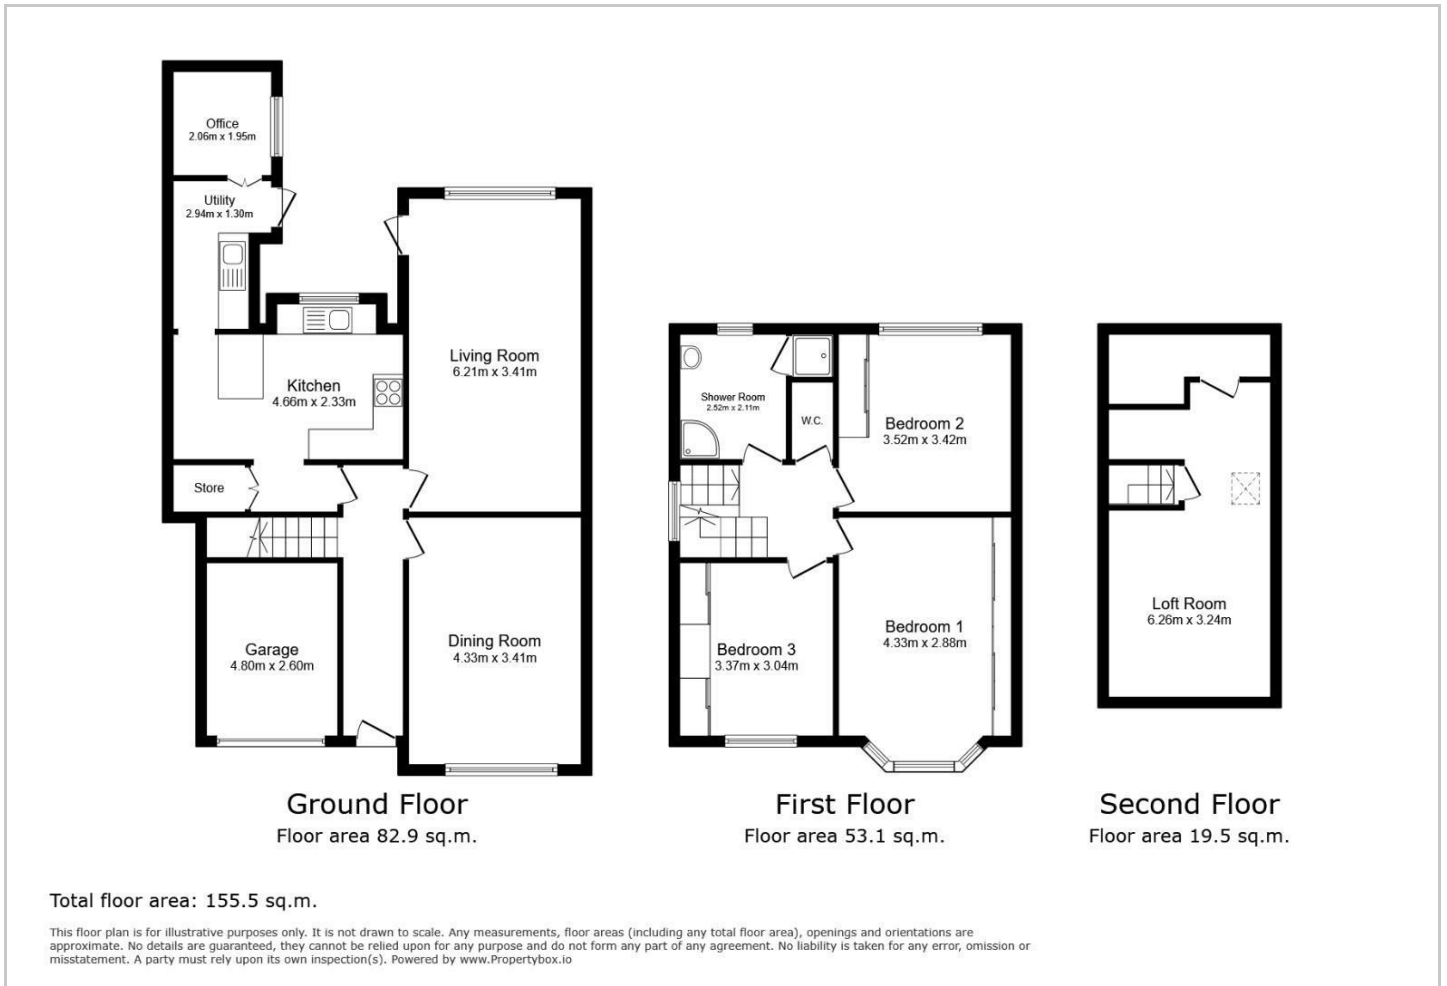 Office
2.06m x 1.95m
Utility
2.94m x 1.30m
Living Room
6.21m x 3.41m
Kitchen
4.66m x 2.33m
Store
Garage
4.80m x 2.60m
Dining Room
4.33m x 3.41m
Ground Floor
Floor area 82.9 sq.m.
Shower Room
2.52m x 2.11m
W.C.
Bedroom 2
3.52m x 3.42m
Bedroom 3
3.37m x 3.04m
Bedroom 1
4.33m x 2.88m
First Floor
Floor area 53.1 sq.m.
Loft Room
6.26m x 3.24m
Second Floor
Floor area 19.5 sq.m.
Total floor area: 155.5 sq.m.
This floor plan is for illustrative purposes only. It is not drawn to scale. Any measurements, floor areas (including any total floor area), openings and orientations are
approximate. No details are guaranteed, they cannot be relied upon for any purpose and do not form any part of any agreement. No liability is taken for any error, omission or
misstatement. A party must rely upon its own inspection(s). Powered by www.Propertybox.io